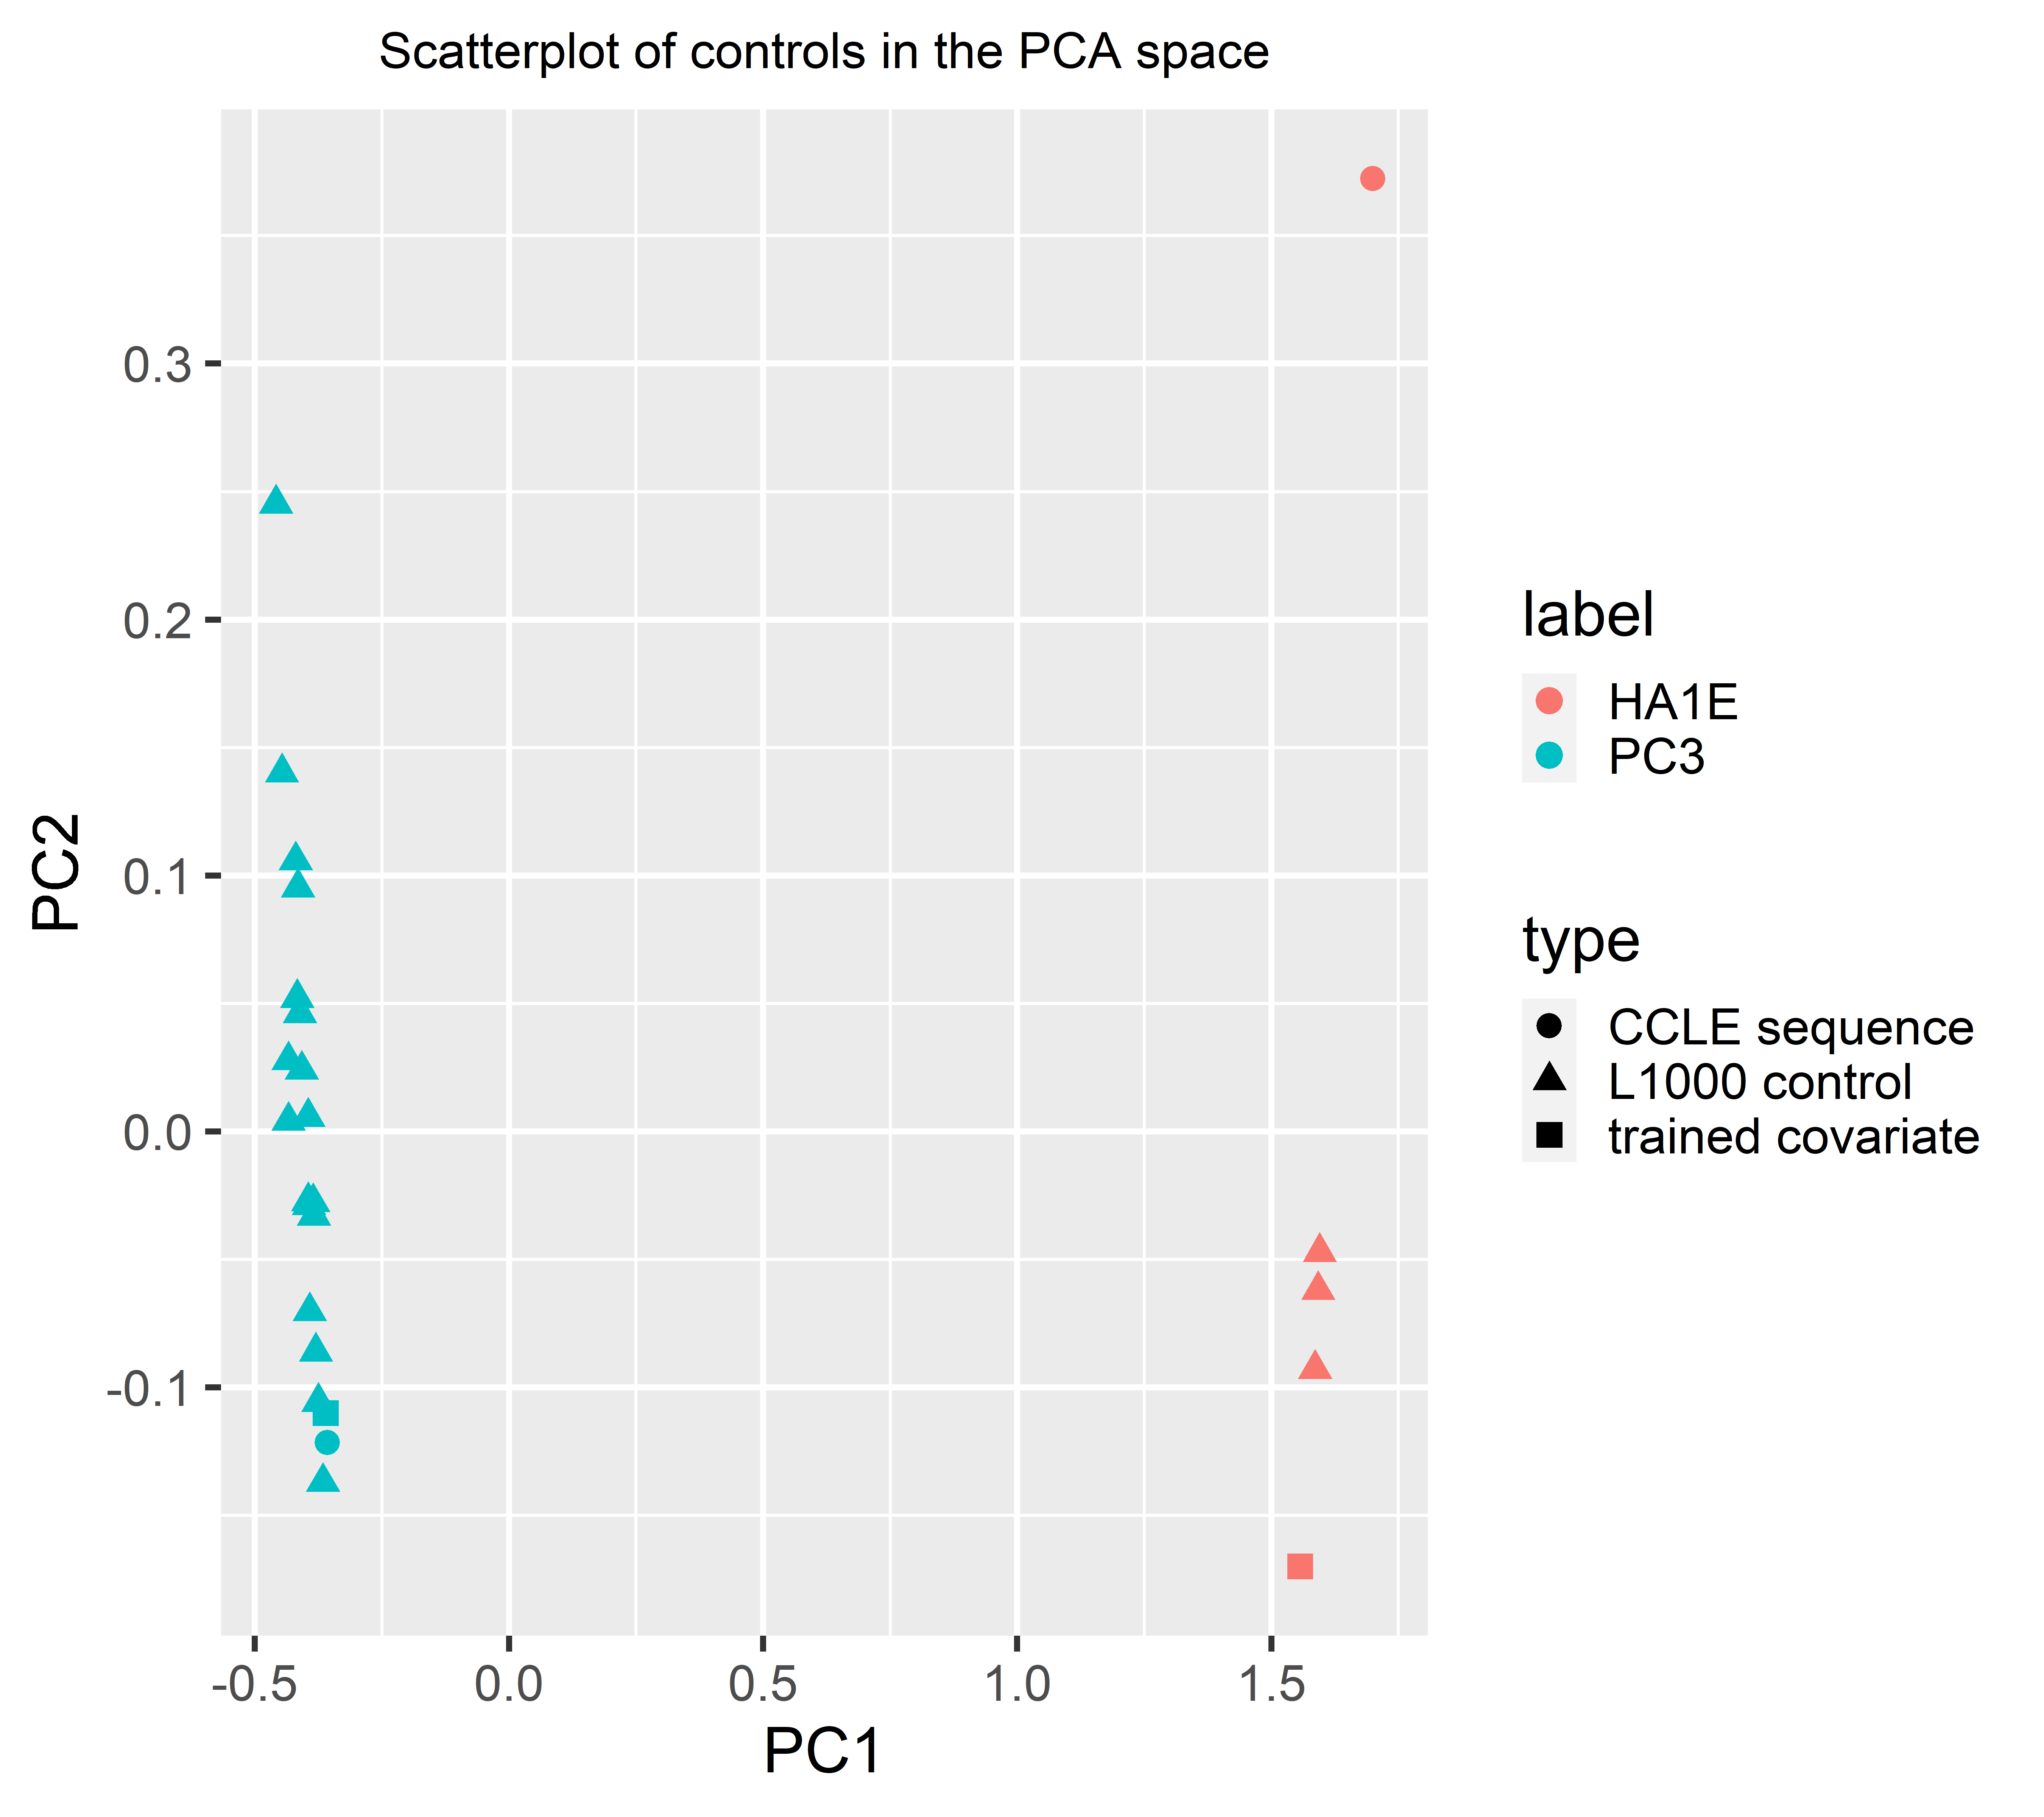 Scatterplot of controls in the PCA space
PC2
0.3
0.2
0.1
0.0
-0.1
-0.5 0.0 0.5 1.0 1.5
PC1
label
HA1E
PC3
type
CCLE sequence
L1000 control
trained covariate